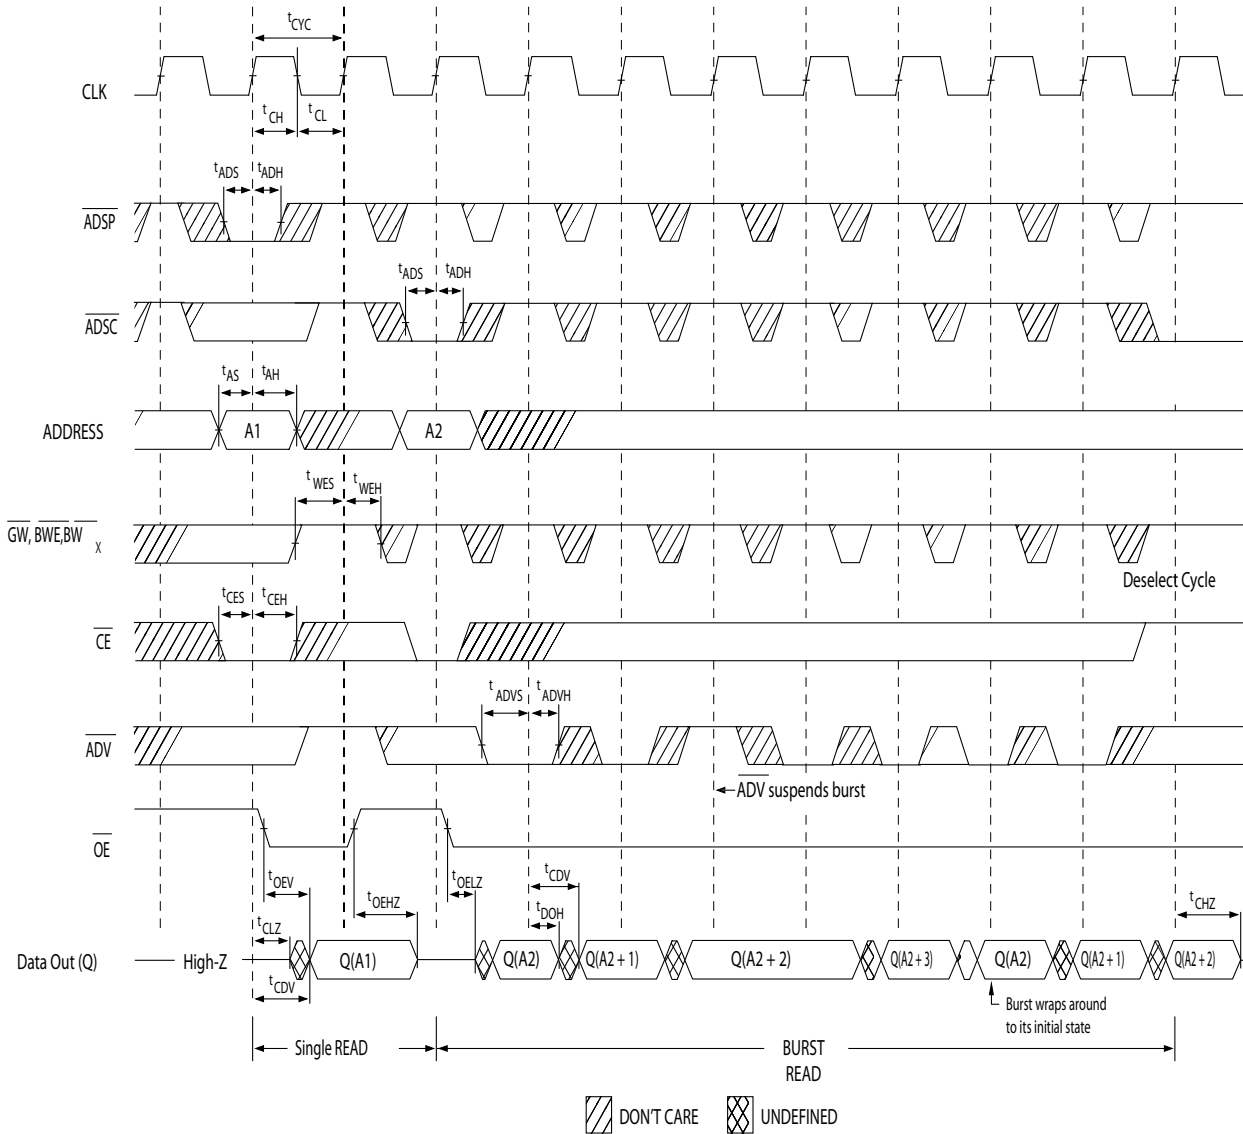 tCYC
CLK
tCH
tCL
tADS
tADH
ADSP
tADS
tADH
ADSC
tAS
tAH
ADDRESS
A1
A2
tWES
tWEH
GW, BWE,BW X
Deselect Cycle
tCES
tCEH
CE
tADVS
tADVH
ADV
ADV suspends burst
OE
tOEV
tOEHZ
tOELZ
tCDV
tDOH
tCHZ
tCLZ
Data Out (Q)
High-Z
Q(A1)
Q(A2)
Q(A2 + 1)
Q(A2 + 2)
Q(A2 + 3)
Q(A2)
Q(A2 + 1)
Q(A2 + 2)
tCDV
Burst wraps around
to its initial state
Single READ
BURST
READ
DON'T CARE
UNDEFINED